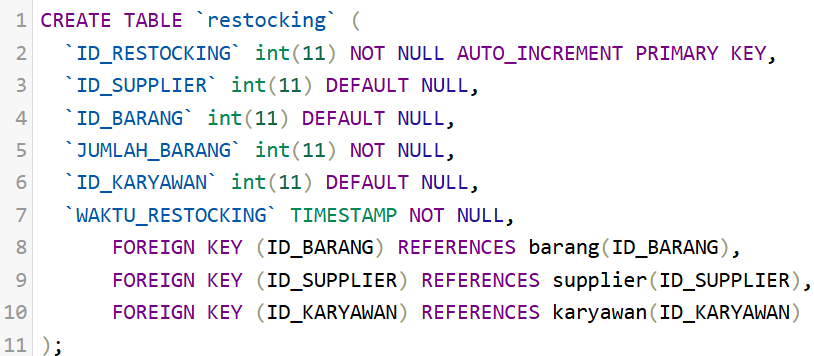 1 CREATE TABLE `restocking` (
2 `ID_RESTOCKING` int(11) NOT NULL AUTO_INCREMENT PRIMARY KEY,
3 `ID_SUPPLIER` int(11) DEFAULT NULL,
4 `ID_BARANG` int(11) DEFAULT NULL,
5 `JUMLAH_BARANG` int(11) NOT NULL,
6 `ID_KARYAWAN` int(11) DEFAULT NULL,
7 `WAKTU_RESTOCKING` TIMESTAMP NOT NULL,
8 FOREIGN KEY (ID_BARANG) REFERENCES barang(ID_BARANG),
9 FOREIGN KEY (ID_SUPPLIER) REFERENCES supplier(ID_SUPPLIER),
10 FOREIGN KEY (ID_KARYAWAN) REFERENCES karyawan(ID_KARYAWAN)
11 );